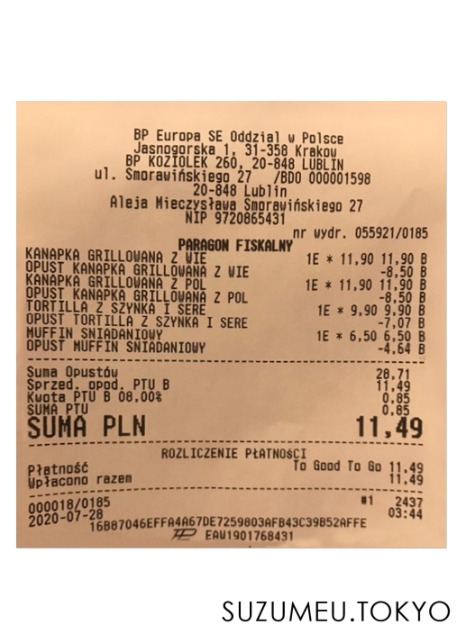 BP Europa SE Oddzial w Polsce
Jasnogorska 1, 31-358 Krakow
BP KOZIOLEK 260, 20-848 LUBLIN
ul. Smorawińskiego 27 /BDO 000001598
20-848 Lublin
Aleja Mieczysława Smorawińskiego 27
NIP 9720865431
nr wydr. 055921/0185
PARAGON FISKALNY
KANAPKA GRILLOWANA Z WIE 1E * 11,90 11,90 B
OPUST KANAPKA GRILLOWANA Z WIE -8,50 B
KANAPKA GRILLOWANA Z POL 1E * 11,90 11,90 B
OPUST KANAPKA GRILLOWANA Z POL -8,50 B
TORTILLA Z SZYNKA I SERE 1E * 9,90 9,90 B
OPUST TORTILLA Z SZYNKA I SERE -7,07 B
MUFFIN SNIADANIOWY 1E * 6,50 6,50 B
OPUST MUFFIN SNIADANIOWY -4,64 B
Suma Opustów 28,71
Sprzed. opod. PTU B 11,49
Kwota PTU B 08,00% 0,85
SUMA PTU 0,85
SUMA PLN 11,49
ROZLICZENIE PŁATNOŚCI
Płatność To Good To Go 11,49
Wpłacono razem 11,49
000018/0185 #1 2437
2020-07-28 03:44
16B87046EFFA4A67DE7259803AFB43C39B52AFFE
EAW1901768431
SUZUMEU.TOKYO